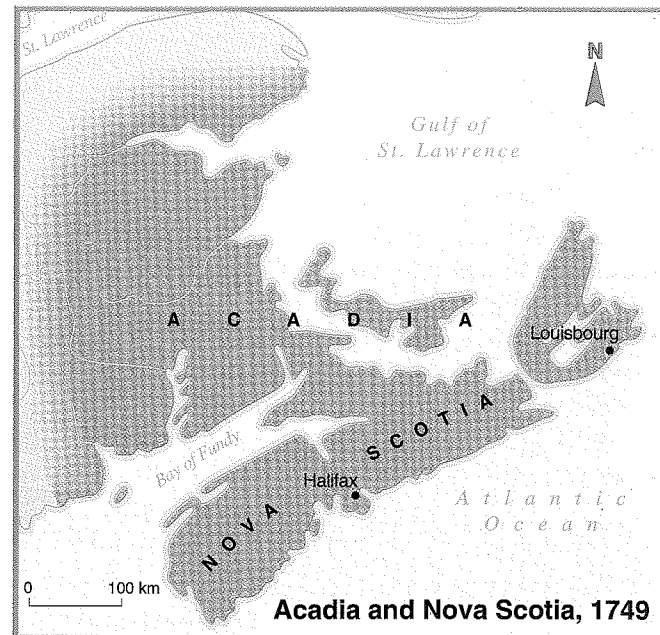 St. Lawrence
N
Gulf of
St. Lawrence
A C A D I A
Louisbourg
NOVA SCOTIA
Bay of Fundy
Halifax
Atlantic
Ocean
0 100 km
Acadia and Nova Scotia, 1749